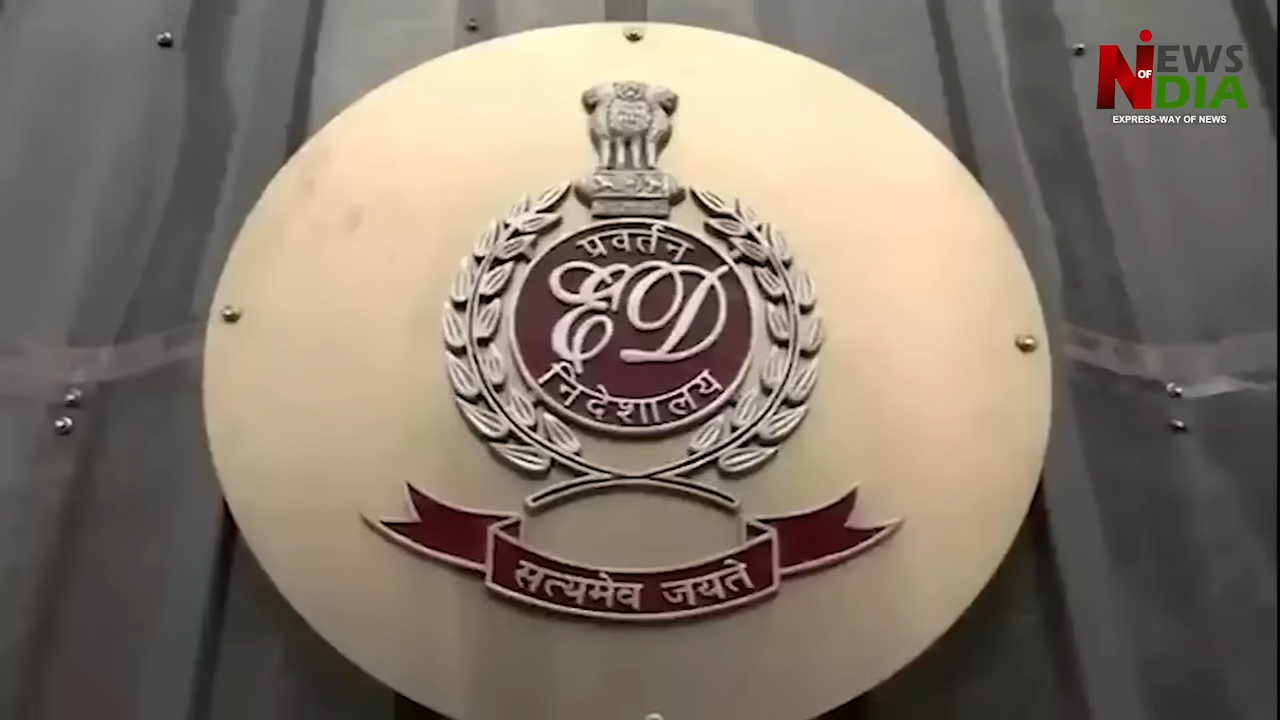 NEWS
OF
INDIA
EXPRESS-WAY OF NEWS
प्रवर्तन
ED
निदेशालय
सत्यमेव जयते